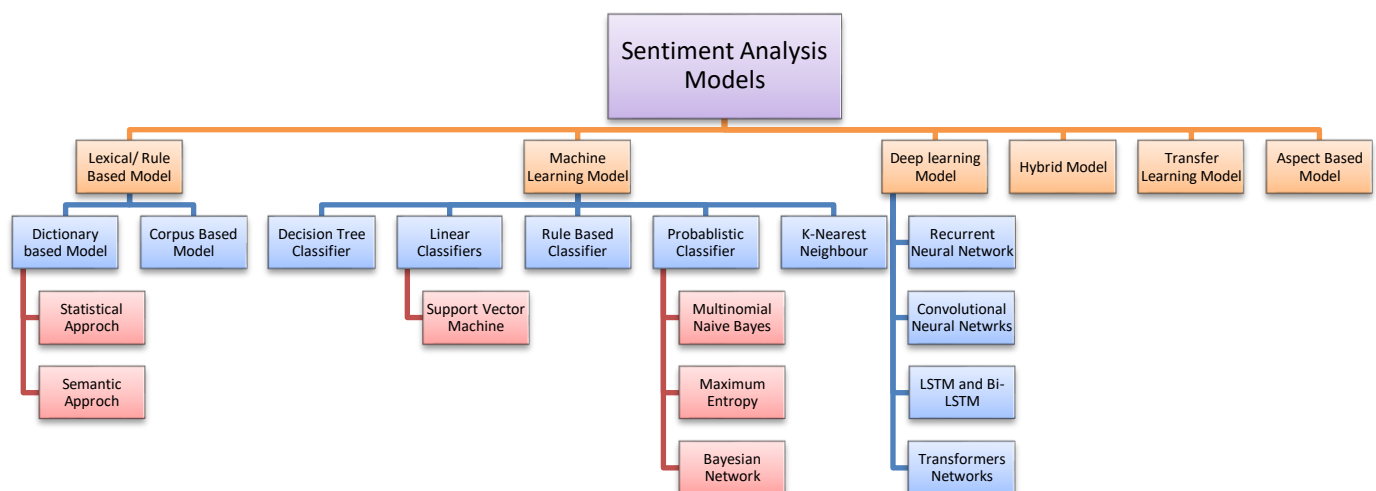 Sentiment Analysis
Models
Lexical/ Rule
Based Model
Machine
Learning Model
Deep learning
Model
Hybrid Model
Transfer
Learning Model
Aspect Based
Model
Dictionary
based Model
Corpus Based
Model
Decision Tree
Classifier
Linear
Classifiers
Rule Based
Classifier
Probablistic
Classifier
K-Nearest
Neighbour
Recurrent
Neural Network
Statistical
Approch
Support Vector
Machine
Multinomial
Naive Bayes
Convolutional
Neural Netwrks
Semantic
Approch
Maximum
Entropy
LSTM and Bi-
LSTM
Bayesian
Network
Transformers
Networks